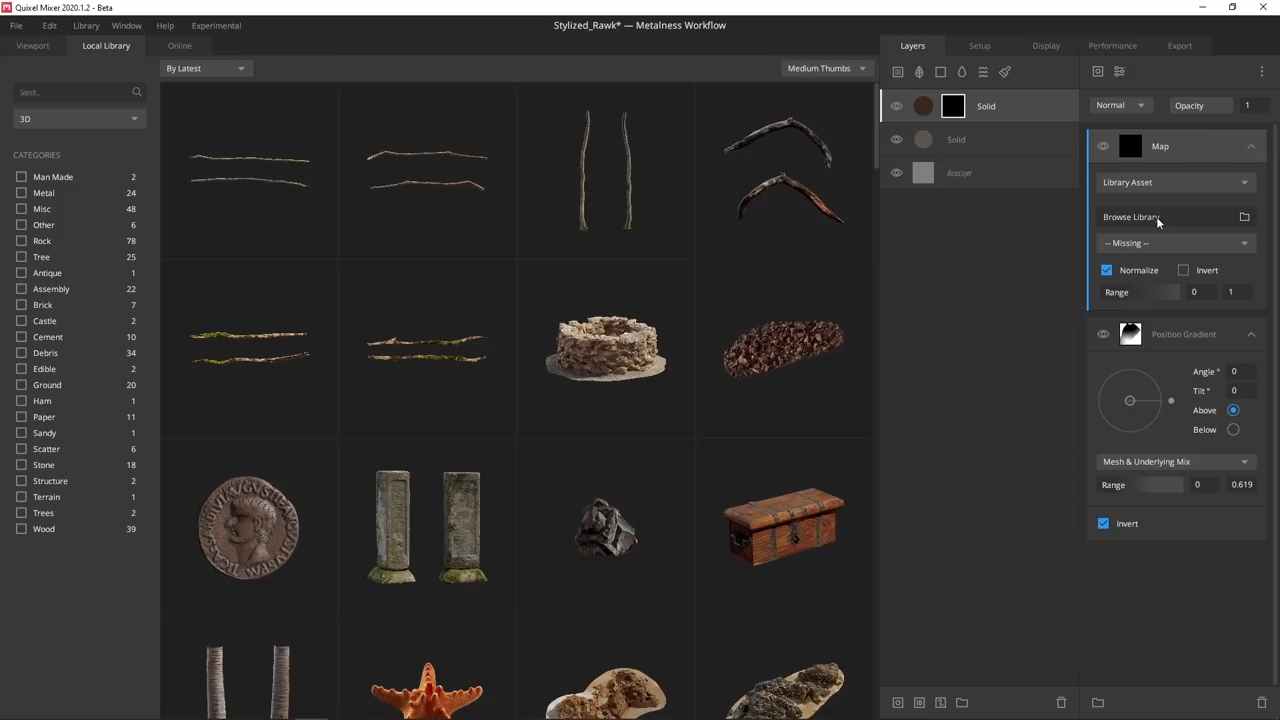 Quixel Mixer 2020.1.2 - Beta
File Edit Library Window Help Experimental
Stylized_Rawk* — Metalness Workflow
Viewport Local Library Online
Layers Setup Display Performance Export
By Latest
Medium Thumbs
Search..
3D
CATEGORIES
Man Made 2
Metal 24
Misc 48
Other 6
Rock 78
Tree 25
Antique 1
Assembly 22
Brick 7
Castle 2
Cement 10
Debris 34
Edible 2
Ground 20
Ham 1
Paper 11
Sandy 1
Scatter 6
Stone 18
Structure 2
Terrain 1
Trees 2
Wood 39
Solid
Solid
Base Layer
Normal Opacity 1
Map
Library Asset
Browse Library
-- Missing --
Normalize Invert
Range 0 1
Position Gradient
Angle ° 0
Tilt ° 0
Above
Below
Mesh & Underlying Mix
Range 0 0.619
Invert